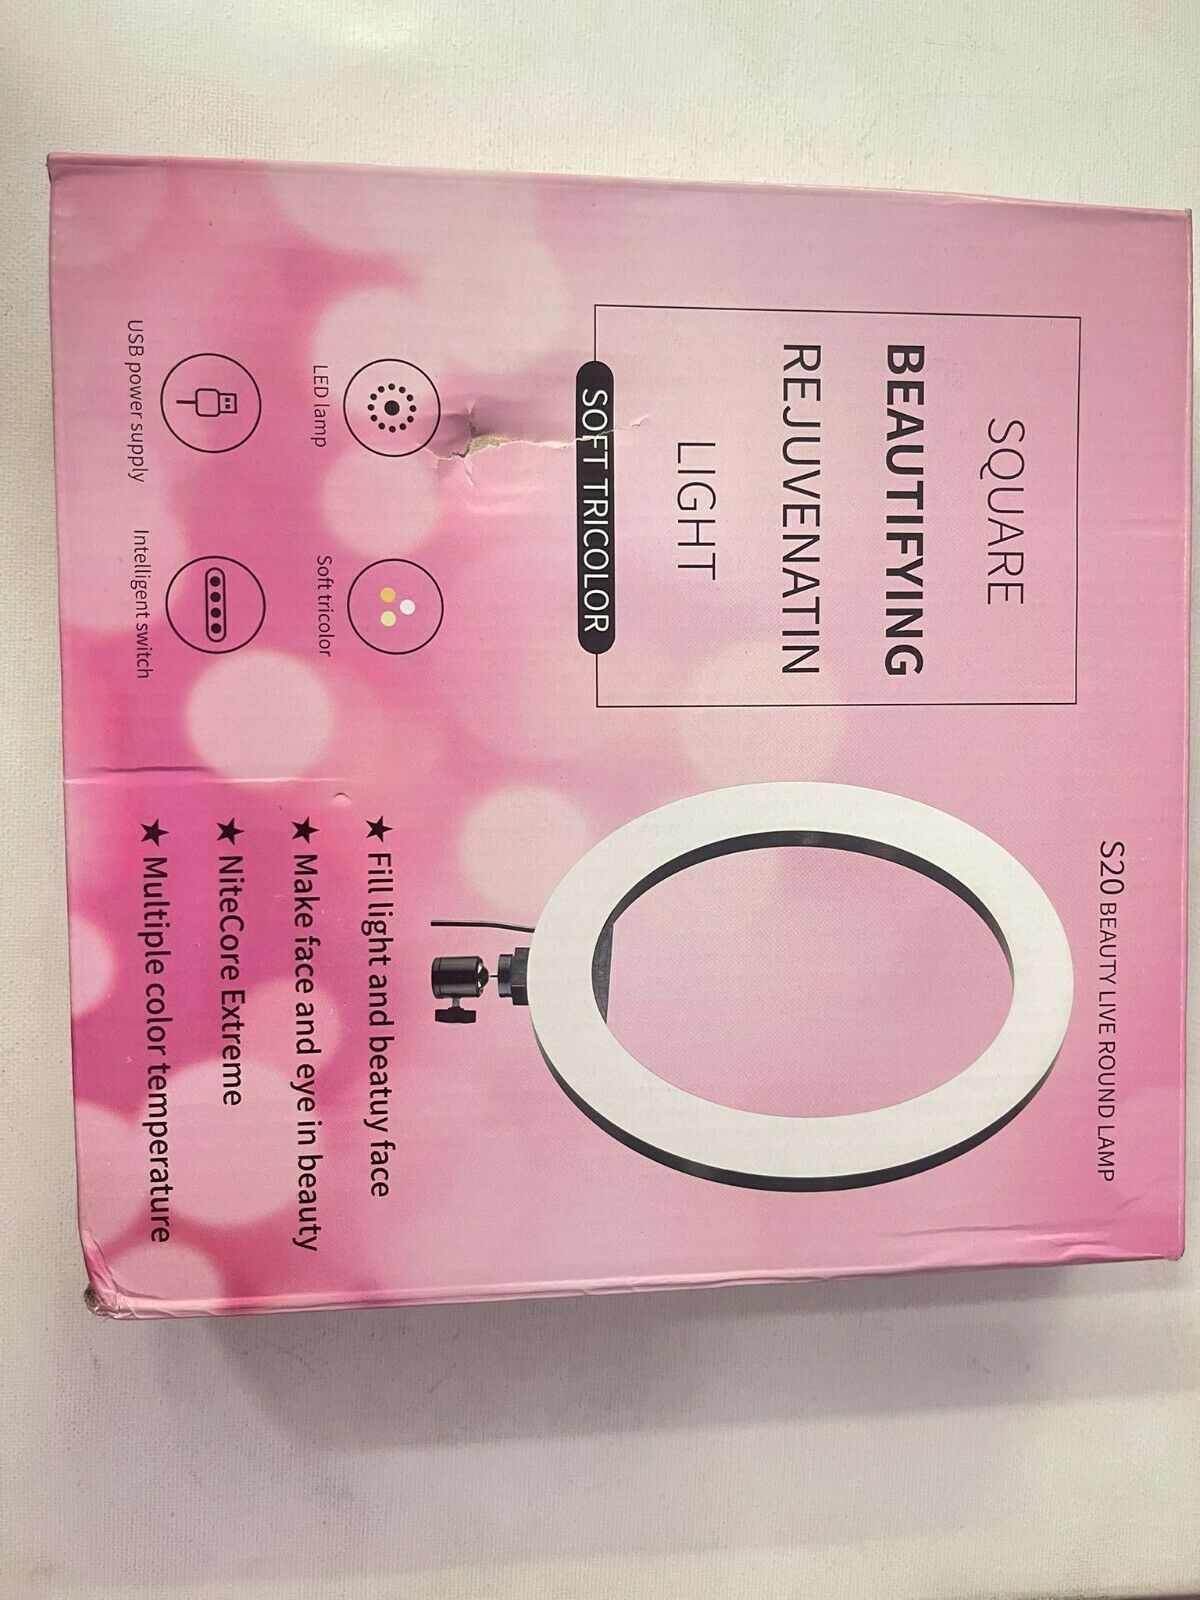 S20 BEAUTY LIVE ROUND LAMP
SQUARE
BEAUTIFYING
REJUVENATIN
LIGHT
SOFT TRICOLOR
LED lamp
Soft tricolor
USB power supply
Intelligent switch
★ Fill light and beatuy face
★ Make face and eye in beauty
★ NiteCore Extreme
★ Multiple color temperature